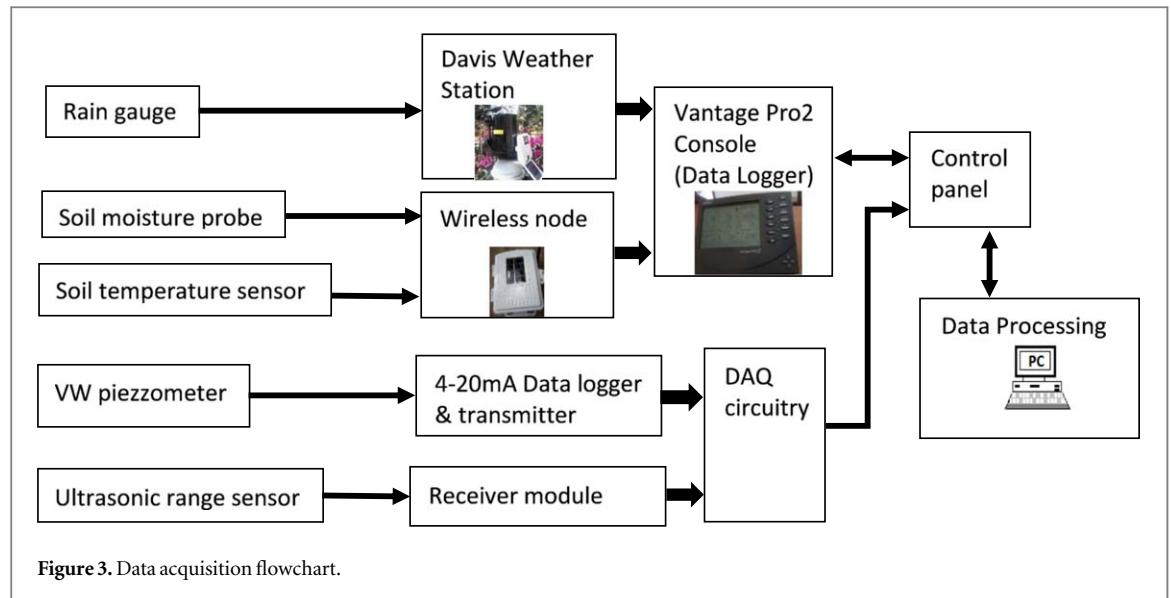 Rain gauge
Davis Weather
Station
Vantage Pro2
Console
(Data Logger)
Control
panel
Soil moisture probe
Wireless node
Soil temperature sensor
Data Processing
PC
VW piezzometer
4-20mA Data logger
& transmitter
DAQ
circuitry
Ultrasonic range sensor
Receiver module
Figure 3. Data acquisition flowchart.